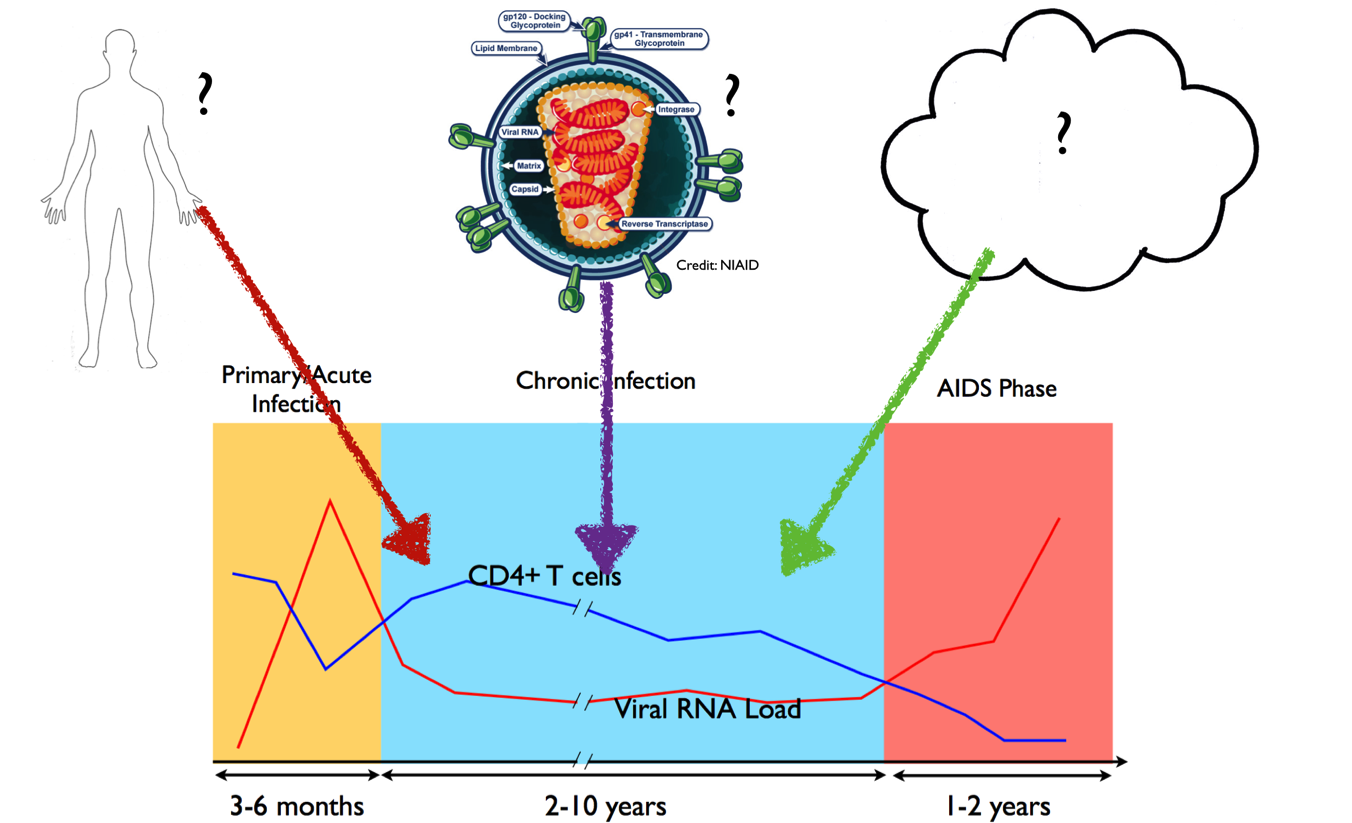 gp120 - Docking
Glycoprotein
gp41 - Transmembrane
Glycoprotein
Lipid Membrane
?
?
?
Integrase
Viral RNA
Matrix
Capsid
Reverse Transcriptase
Credit: NIAID
Primary/Acute
Infection
Chronic Infection
AIDS Phase
CD4+ T cells
Viral RNA Load
3-6 months
2-10 years
1-2 years